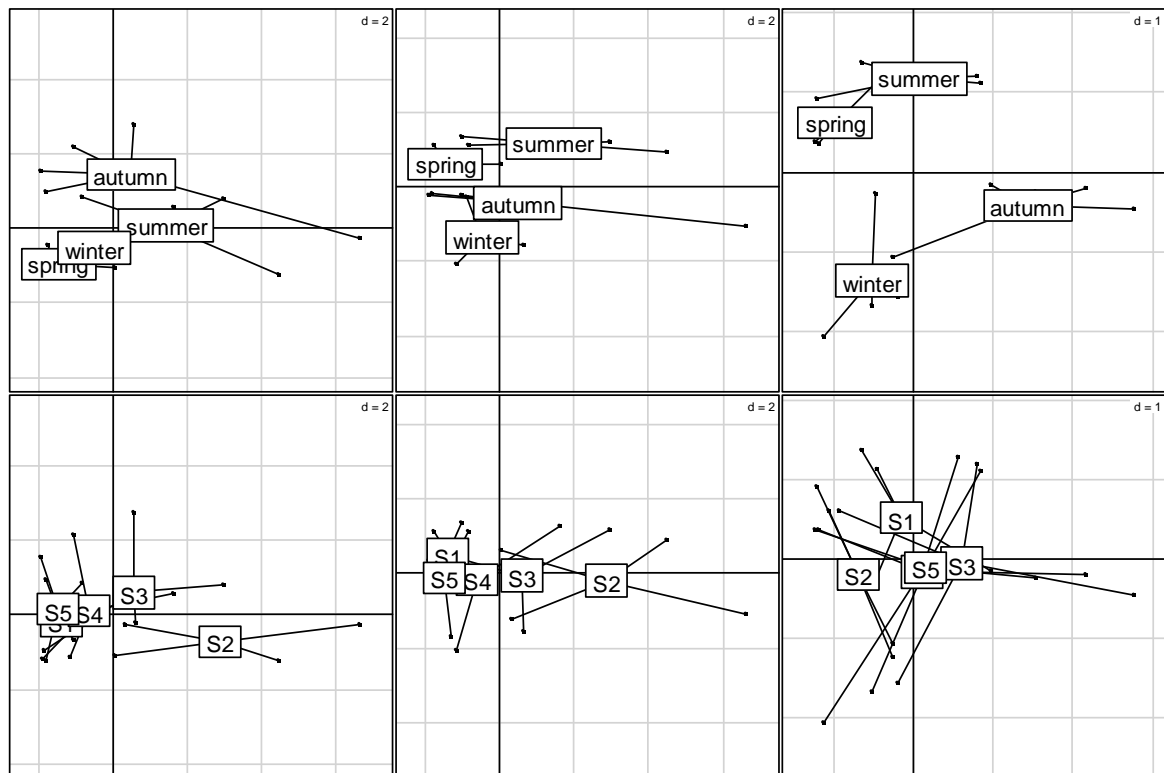 d = 2
autumn
summer
winter
spring
d = 2
summer
spring
autumn
winter
d = 1
summer
spring
autumn
winter
d = 2
S3
S5
S4
S2
d = 2
S1
S5
S4
S3
S2
d = 1
S1
S2
S5
S3